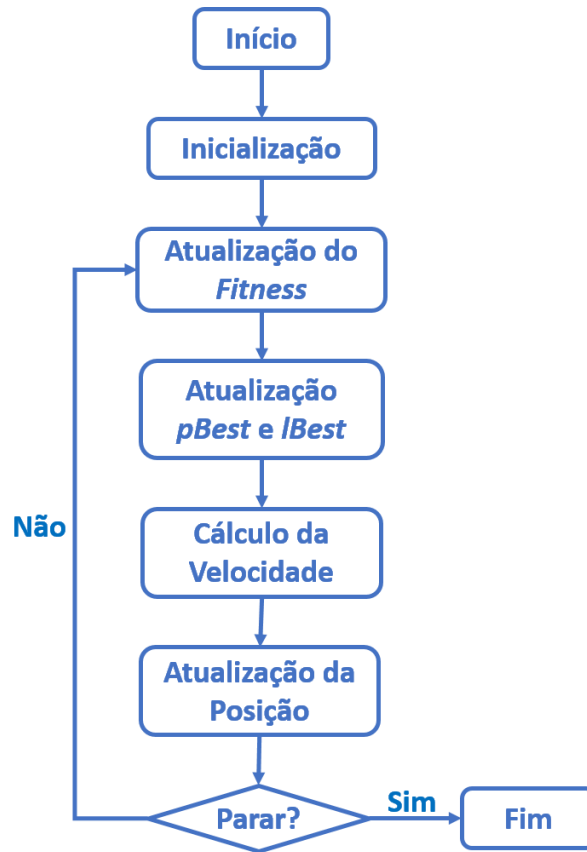 Início
Inicialização
Atualização do
Fitness
Atualização
pBest e lBest
Cálculo da
Velocidade
Atualização da
Posição
Parar?
Não
Sim
Fim